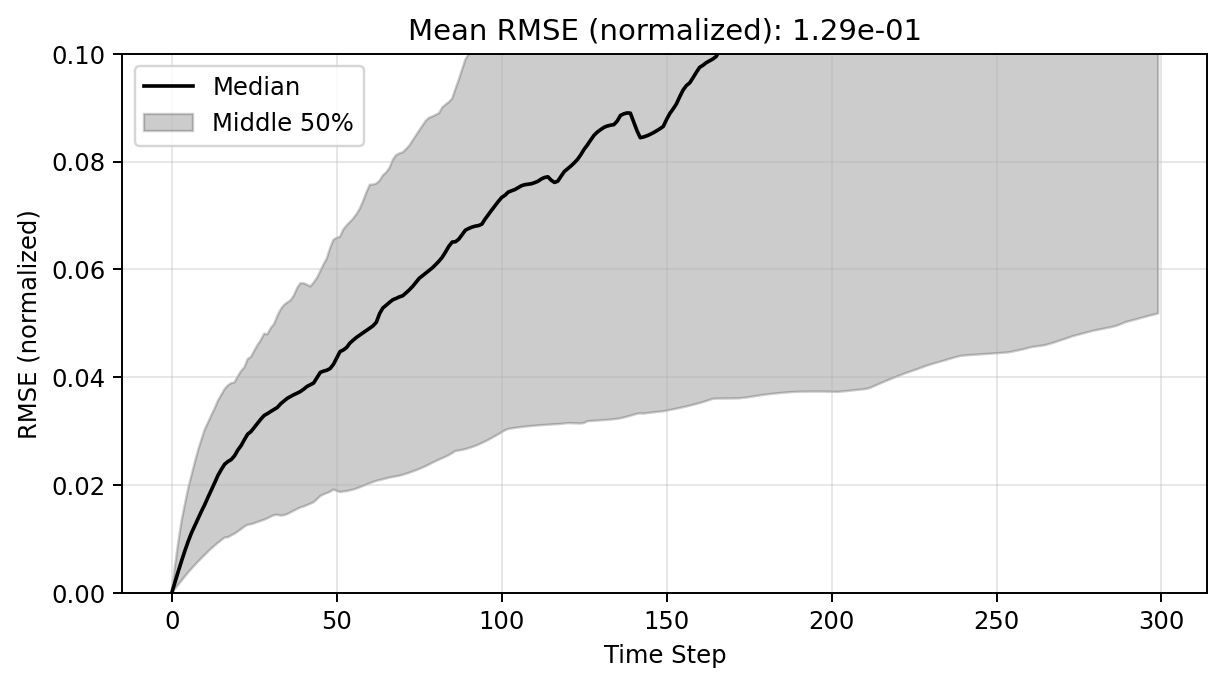 Mean RMSE (normalized): 1.29e-01
0.10
0.08
0.06
0.04
0.02
0.00
RMSE (normalized)
Median
Middle 50%
0 50 100 150 200 250 300
Time Step